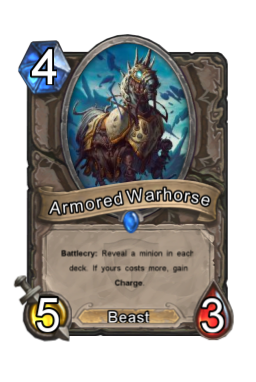 4
Armored Warhorse
Battlecry: Reveal a minion in each
deck. If yours costs more, gain
Charge.
5
Beast
3